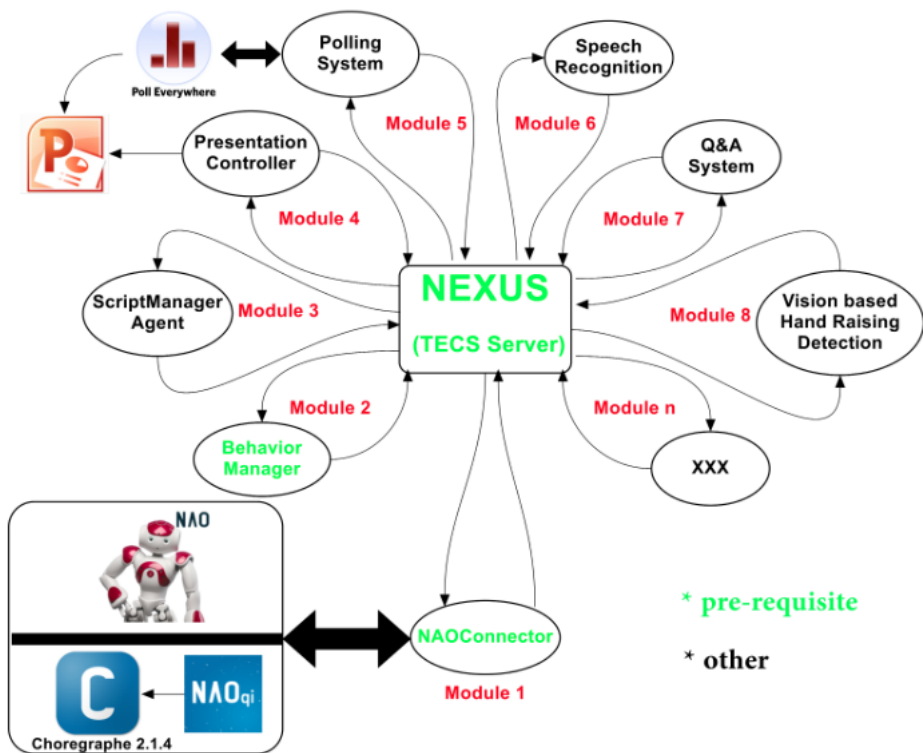 Poll Everywhere
Polling
System
Speech
Recognition
Module 5
Module 6
P
Presentation
Controller
Q&A
System
Module 4
Module 7
NEXUS
(TECS Server)
ScriptManager
Agent
Module 3
Module 8
Vision based
Hand Raising
Detection
Module 2
Module n
Behavior
Manager
XXX
NAO
* pre-requisite
NAOConnector
* other
C
NAOqi
Module 1
Choregraphe 2.1.4